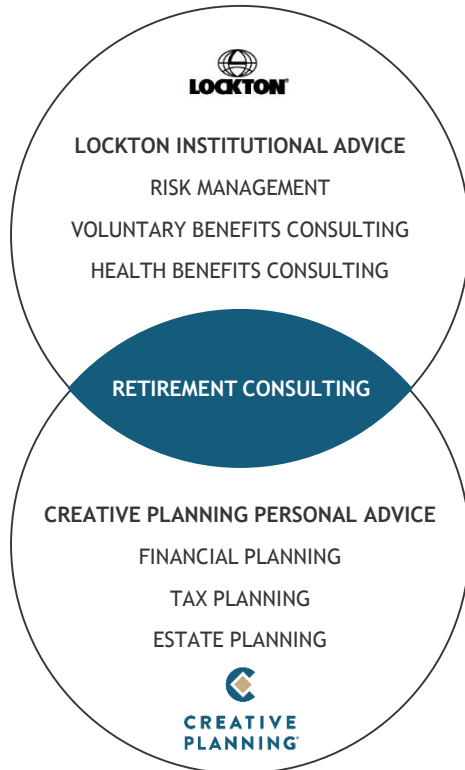 LOCKTON
LOCKTON INSTITUTIONAL ADVICE
RISK MANAGEMENT
VOLUNTARY BENEFITS CONSULTING
HEALTH BENEFITS CONSULTING
RETIREMENT CONSULTING
CREATIVE PLANNING PERSONAL ADVICE
FINANCIAL PLANNING
TAX PLANNING
ESTATE PLANNING
CREATIVE
PLANNING